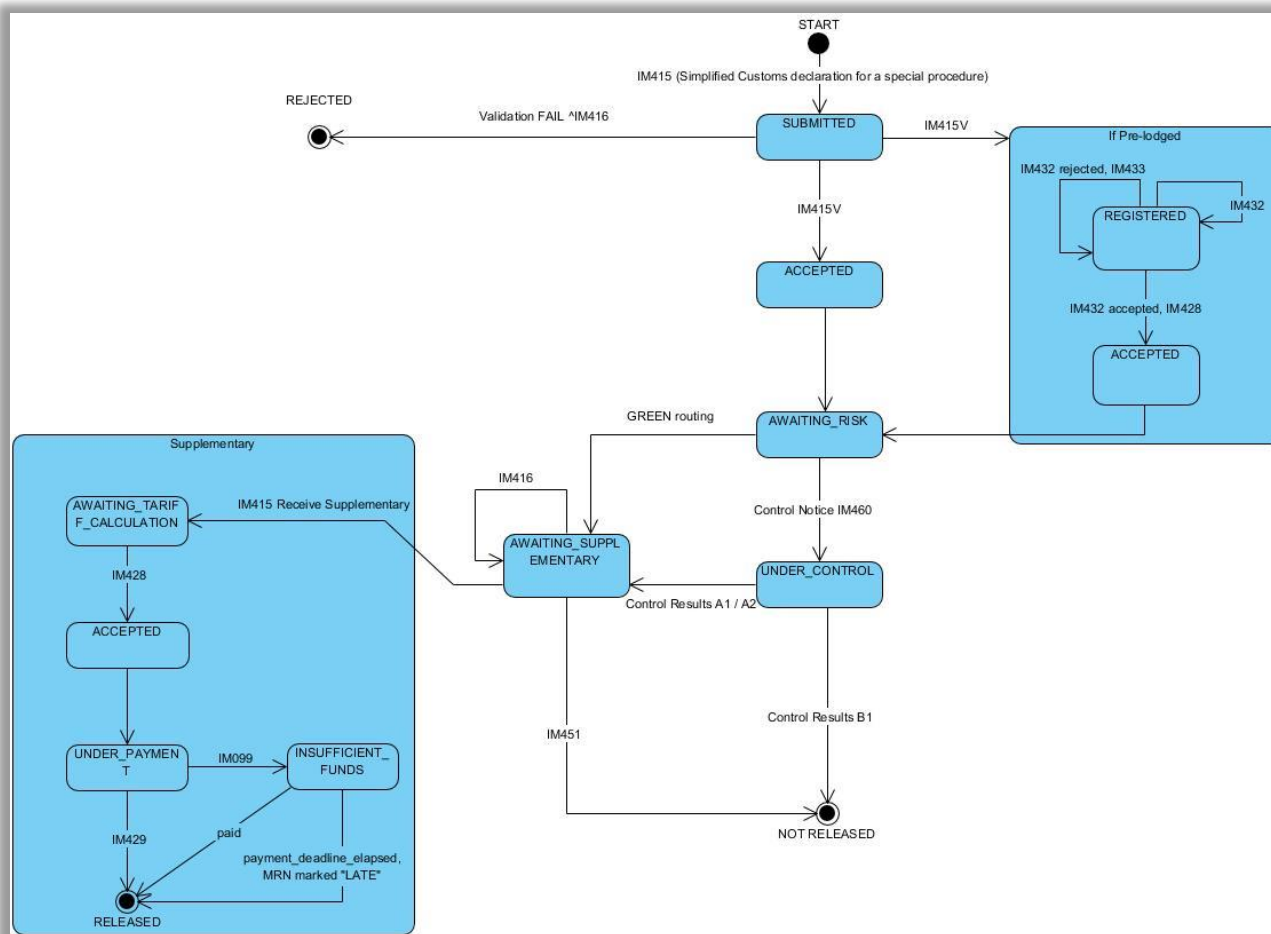 START
IM415 (Simplified Customs declaration for a special procedure)
REJECTED
Validation FAIL ^IM416
SUBMITTED
IM415V
If Pre-lodged
IM432 rejected, IM433
IM432
REGISTERED
IM415V
ACCEPTED
IM432 accepted, IM428
ACCEPTED
GREEN routing
AWAITING_RISK
Supplementary
IM416
IM415 Receive Supplementary
AWAITING_TARIF
F_CALCULATION
Control Notice IM460
AWAITING_SUPPL
EMENTARY
UNDER_CONTROL
IM428
Control Results A1 / A2
ACCEPTED
Control Results B1
IM451
UNDER_PAYMEN
T
IM099
INSUFFICIENT_
FUNDS
NOT RELEASED
IM429
paid
payment_deadline_elapsed,
MRN marked "LATE"
RELEASED